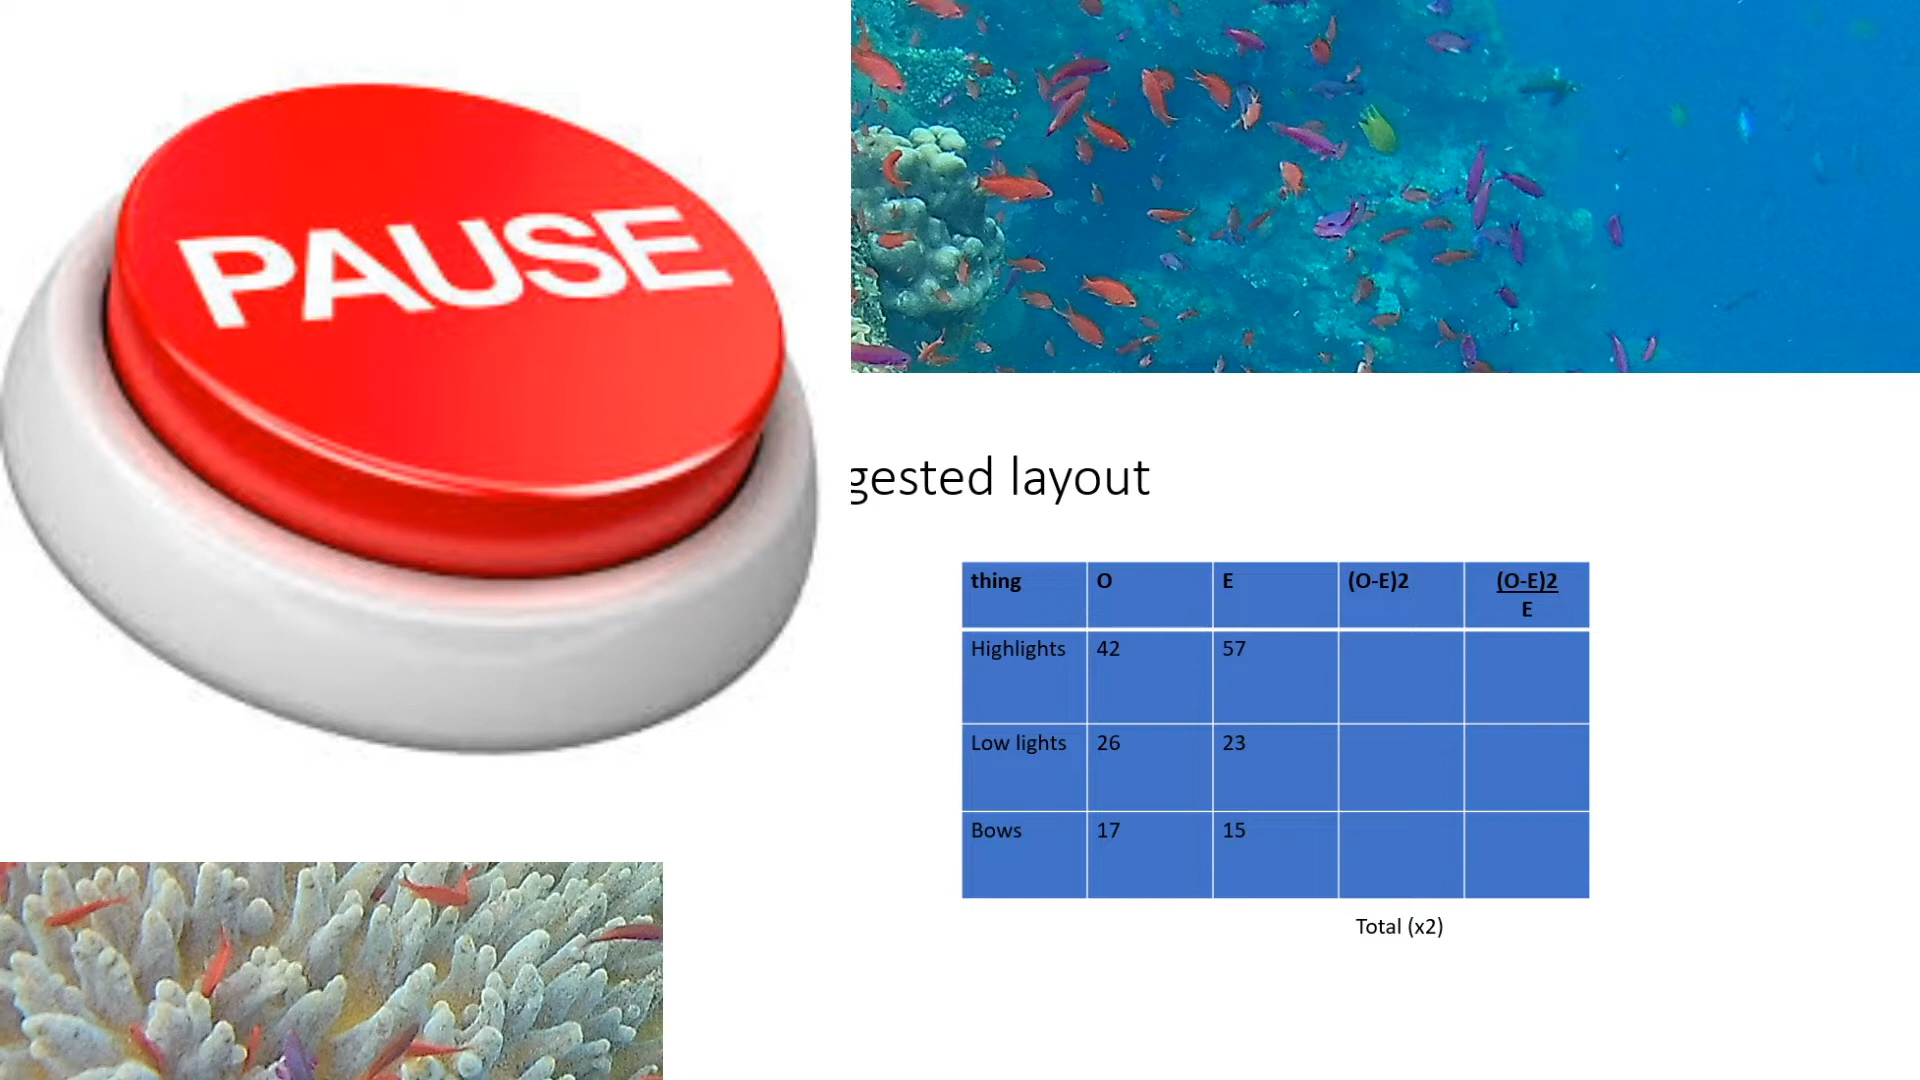 PAUSE
gested layout
thing O E (O-E)2 (O-E)2
E
Highlights 42 57
Low lights 26 23
Bows 17 15
Total (x2)